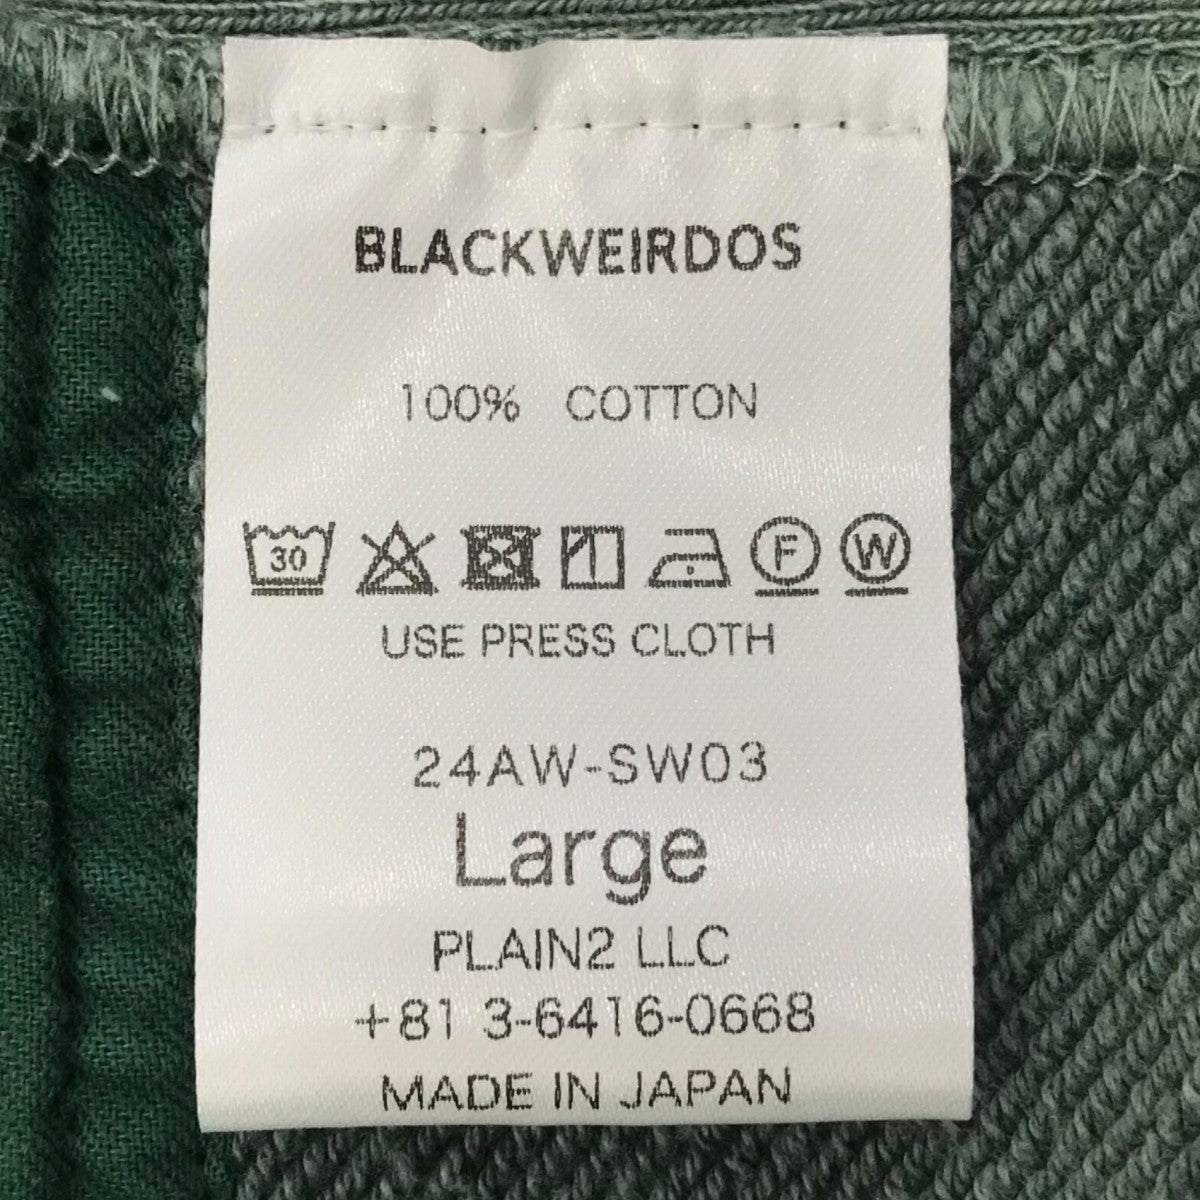 BLACKWEIRDOS
100% COTTON
30 F W
USE PRESS CLOTH
24AW-SW03
Large
PLAIN2 LLC
+81 3-6416-0668
MADE IN JAPAN